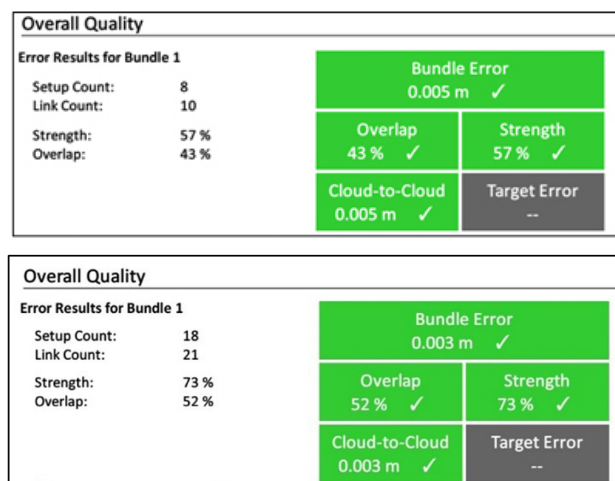 Overall Quality
Error Results for Bundle 1
Setup Count: 8
Link Count: 10
Strength: 57 %
Overlap: 43 %
Bundle Error
0.005 m ✓
Overlap
43 % ✓
Strength
57 % ✓
Cloud-to-Cloud
0.005 m ✓
Target Error
--
Overall Quality
Error Results for Bundle 1
Setup Count: 18
Link Count: 21
Strength: 73 %
Overlap: 52 %
Bundle Error
0.003 m ✓
Overlap
52 % ✓
Strength
73 % ✓
Cloud-to-Cloud
0.003 m ✓
Target Error
--